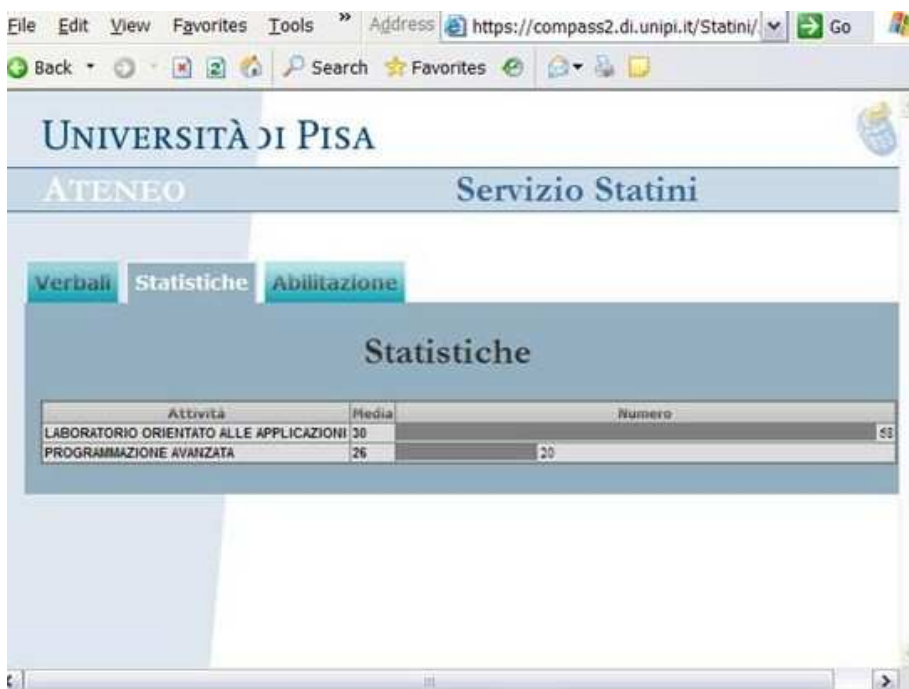 File Edit View Favorites Tools » Address https://compass2.di.unipi.it/Statini/ Go
Back Search Favorites
UNIVERSITÀ DI PISA
ATENEO Servizio Statini
Verbali Statistiche Abilitazione
Statistiche
Attività Media Numero
LABORATORIO ORIENTATO ALLE APPLICAZIONI 30
PROGRAMMAZIONE AVANZATA 26 20